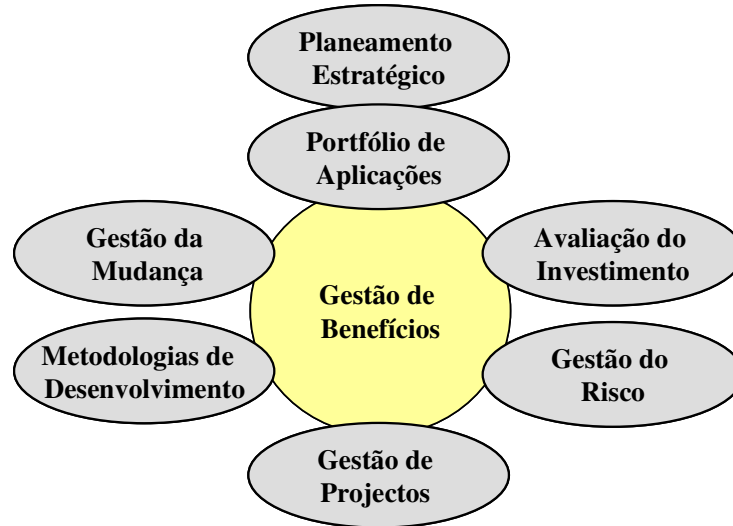 Planeamento
Estratégico
Portfólio de
Aplicações
Gestão da
Mudança
Avaliação do
Investimento
Gestão de
Benefícios
Metodologias de
Desenvolvimento
Gestão do
Risco
Gestão de
Projectos